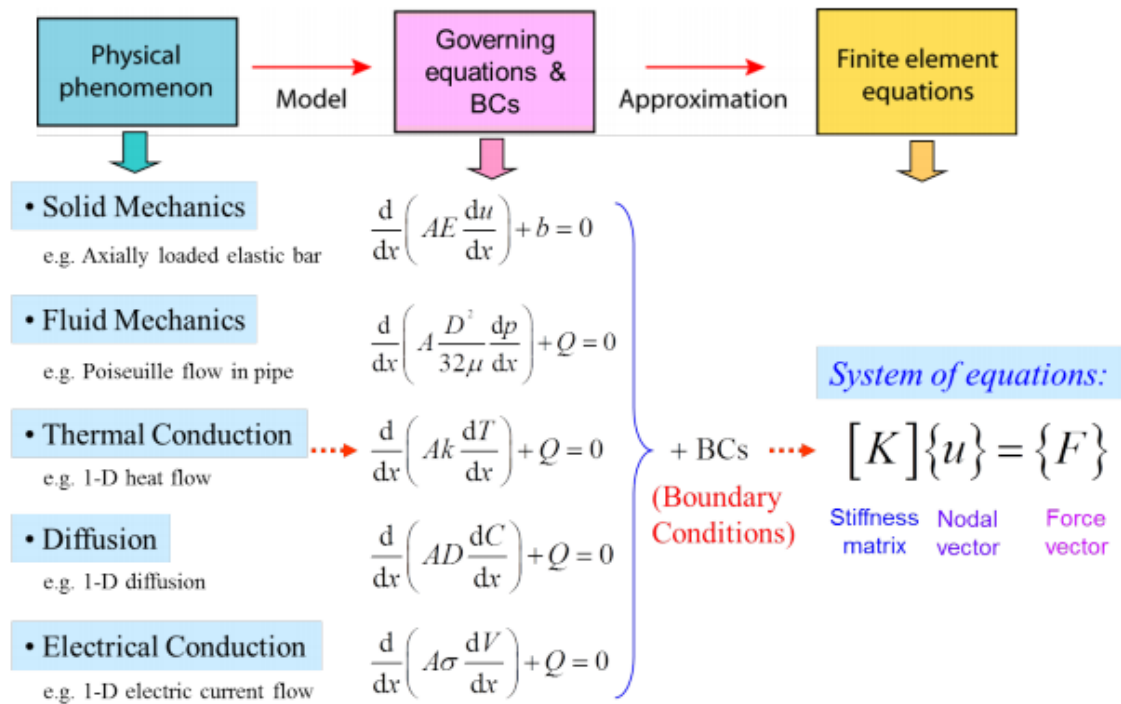 Physical
phenomenon
Model
Governing
equations &
BCs
Approximation
Finite element
equations
• Solid Mechanics
e.g. Axially loaded elastic bar
d/dx (AE du/dx) + b = 0
• Fluid Mechanics
e.g. Poiseuille flow in pipe
d/dx (A D²/32μ dp/dx) + Q = 0
• Thermal Conduction
e.g. 1-D heat flow
d/dx (Ak dT/dx) + Q = 0
• Diffusion
e.g. 1-D diffusion
d/dx (AD dC/dx) + Q = 0
• Electrical Conduction
e.g. 1-D electric current flow
d/dx (Aσ dV/dx) + Q = 0
+ BCs
(Boundary
Conditions)
System of equations:
[K]{u} = {F}
Stiffness
matrix
Nodal
vector
Force
vector